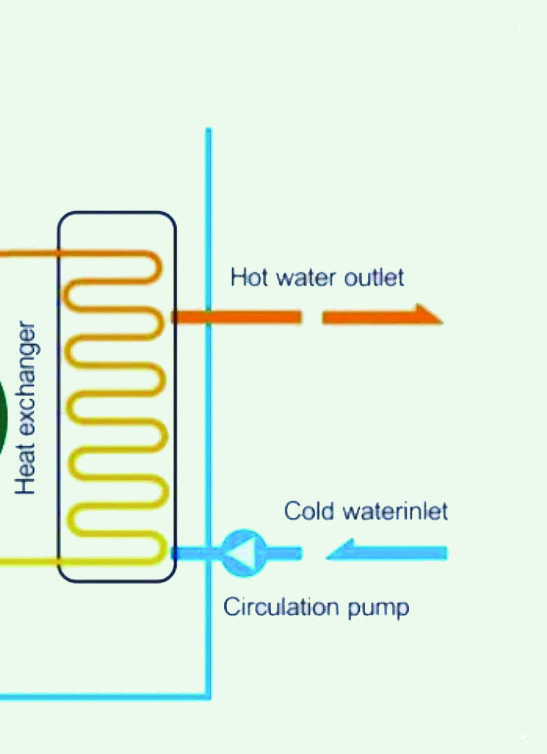 Hot water outlet
Heat exchanger
Cold waterinlet
Circulation pump